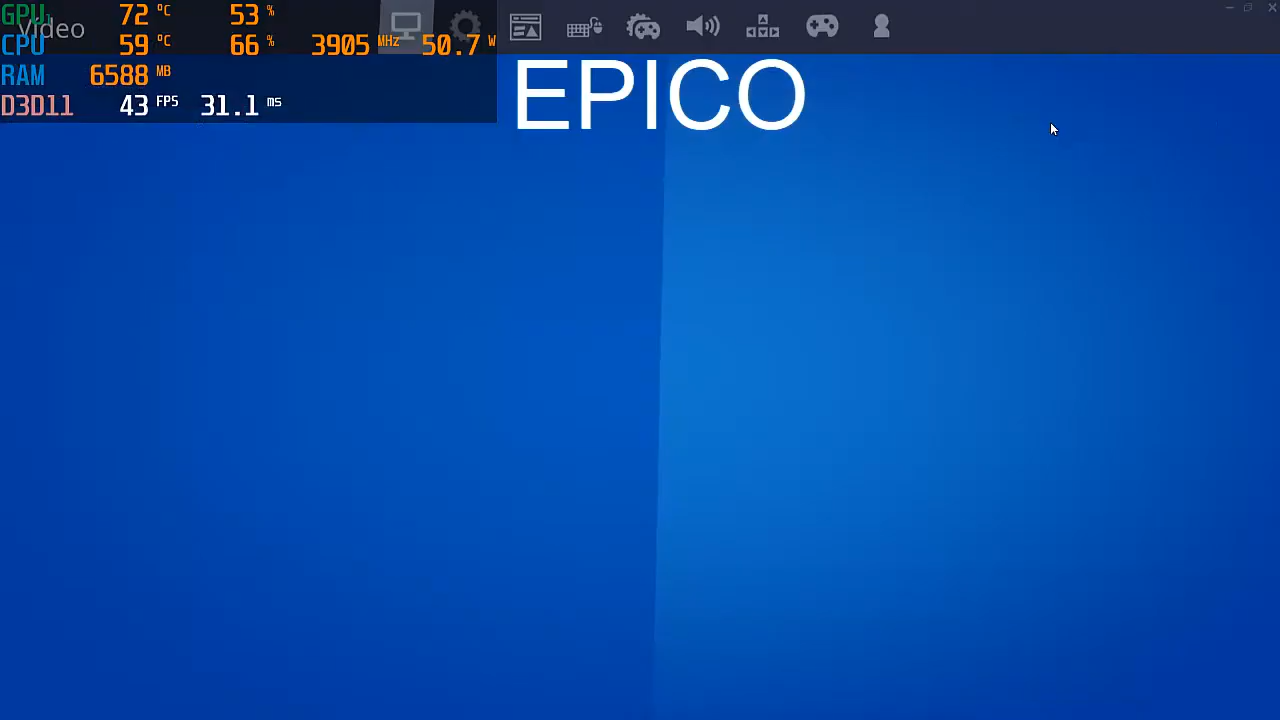 Video
GPU1 72 °C 53 %
CPU 59 °C 66 % 3905 MHz 50.7 W
RAM 6588 MB
D3D11 43 FPS 31.1 ms
EPICO